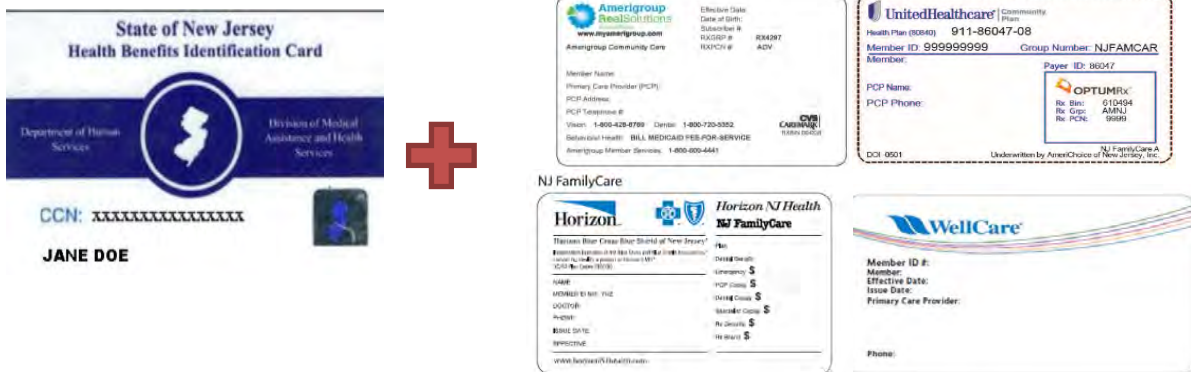 State of New Jersey
Health Benefits Identification Card
Department of Human
Services
Division of Medical
Assistance and Health
Services
CCN: XXXXXXXXXXXXXXXX
JANE DOE
Amerigroup
RealSolutions
www.myamerigroup.com
Amerigroup Community Care
Effective Date:
Date of Birth:
Subscriber #:
RXGRP # RX4287
RXPCN # ADV
Member Name:
Primary Care Provider (PCP):
PCP Address:
PCP Telephone #:
Vision: 1-800-428-8789 Dental: 1-800-720-5352
Behavioral Health: BILL MEDICAID FEE-FOR-SERVICE
Amerigroup Member Services: 1-800-600-4441
CVS
CAREMARK
UnitedHealthcare Community
Plan
Health Plan (80840) 911-86047-08
Member ID: 999999999 Group Number: NJFAMCAR
Member:
Payer ID: 86047
PCP Name:
PCP Phone:
OPTUMRx
Rx Bin: 610494
Rx Grp: AMNJ
Rx PCN: 9999
DOI-0501
NJ FamilyCare A
Underwritten by AmeriChoice of New Jersey, Inc.
NJ FamilyCare
Horizon
Horizon Blue Cross Blue Shield of New Jersey
NAME:
MEMBER ID NO:
DOCTOR:
PHONE:
ISSUE DATE:
EFFECTIVE:
Horizon NJ Health
NJ FamilyCare
Plan
Emergency $
PCP Copay $
Dental Copay $
Specialist Copay $
Rx Generic $
Rx Brand $
WellCare
Member ID #:
Member:
Effective Date:
Issue Date:
Primary Care Provider:
Phone: